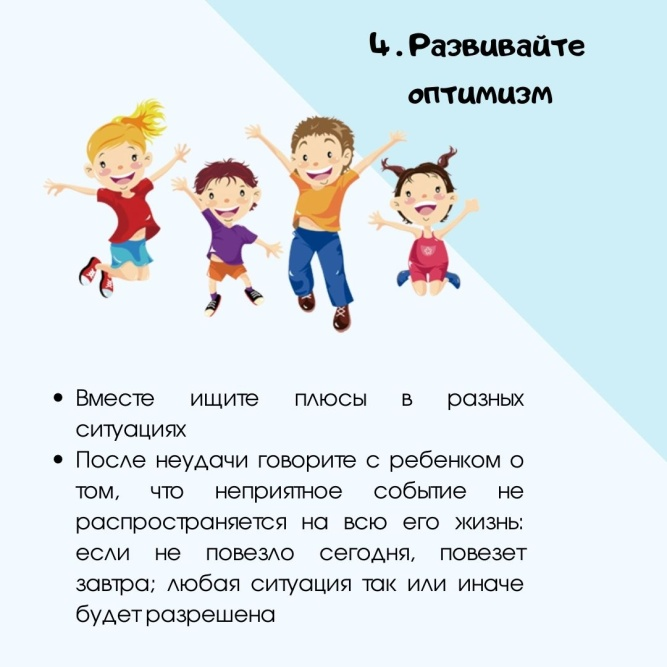 4. Развивайте
оптимизм
• Вместе ищите плюсы в разных
ситуациях
• После неудачи говорите с ребенком о
том, что неприятное событие не
распространяется на всю его жизнь:
если не повезло сегодня, повезет
завтра; любая ситуация так или иначе
будет разрешена